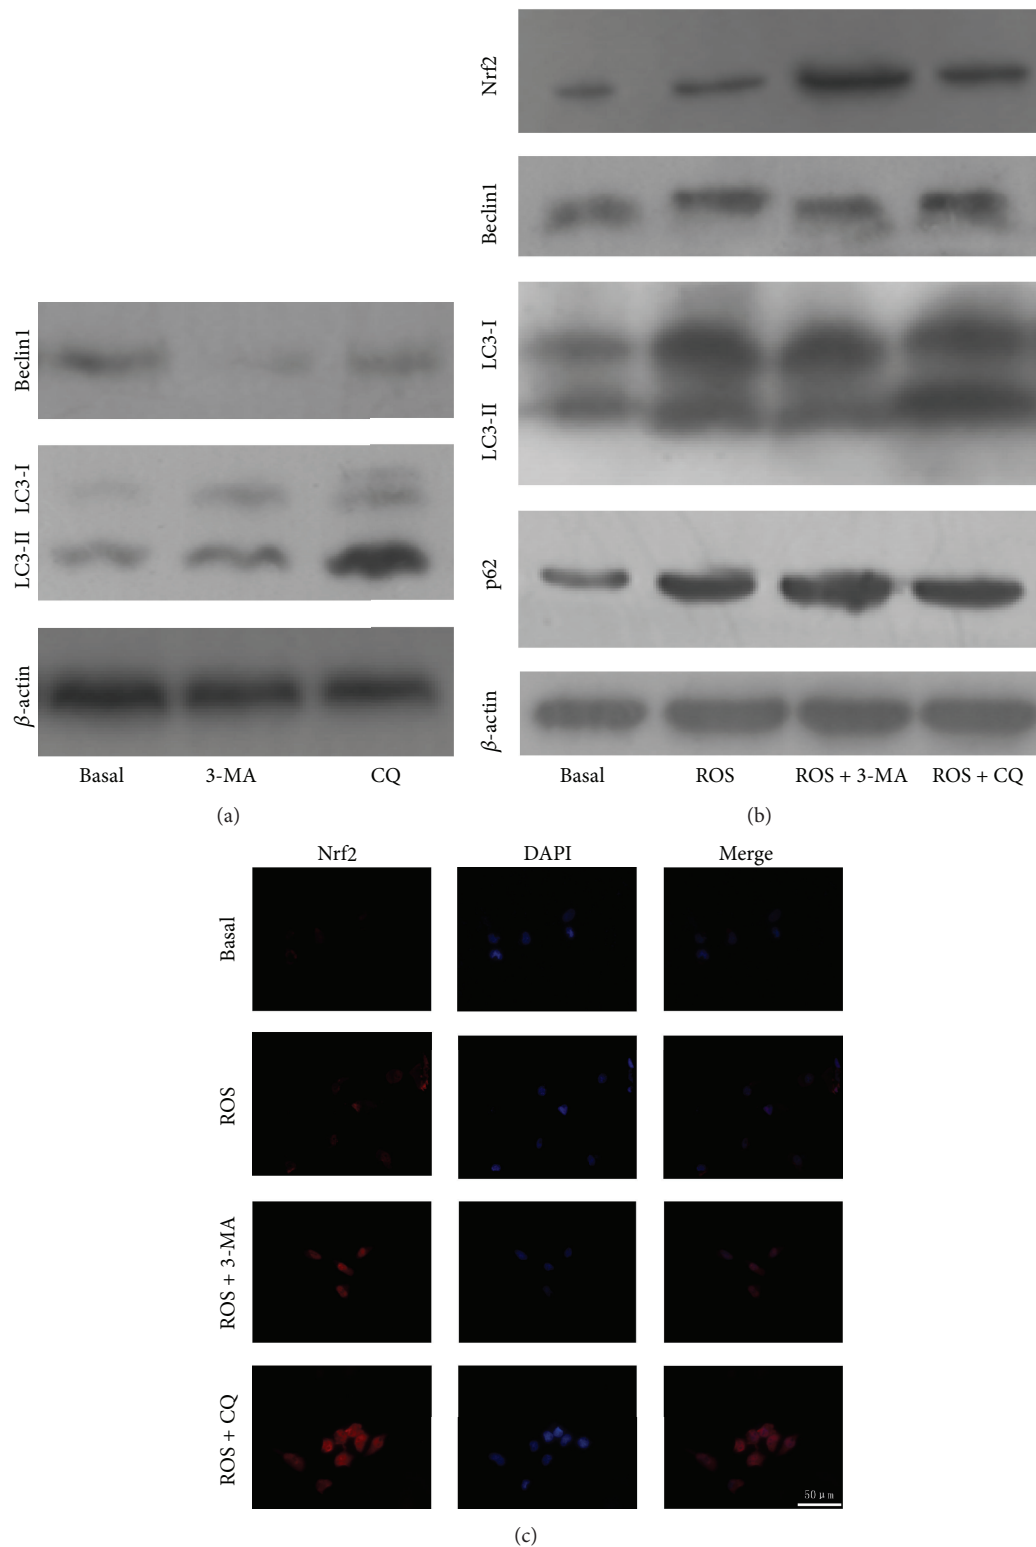 Beclin1
LC3-I
LC3-II
β-actin
Basal 3-MA CQ
(a)
Nrf2
Beclin1
LC3-I
LC3-II
p62
β-actin
Basal ROS ROS + 3-MA ROS + CQ
(b)
Nrf2 DAPI Merge
Basal
ROS
ROS + 3-MA
ROS + CQ
50 μm
(c)